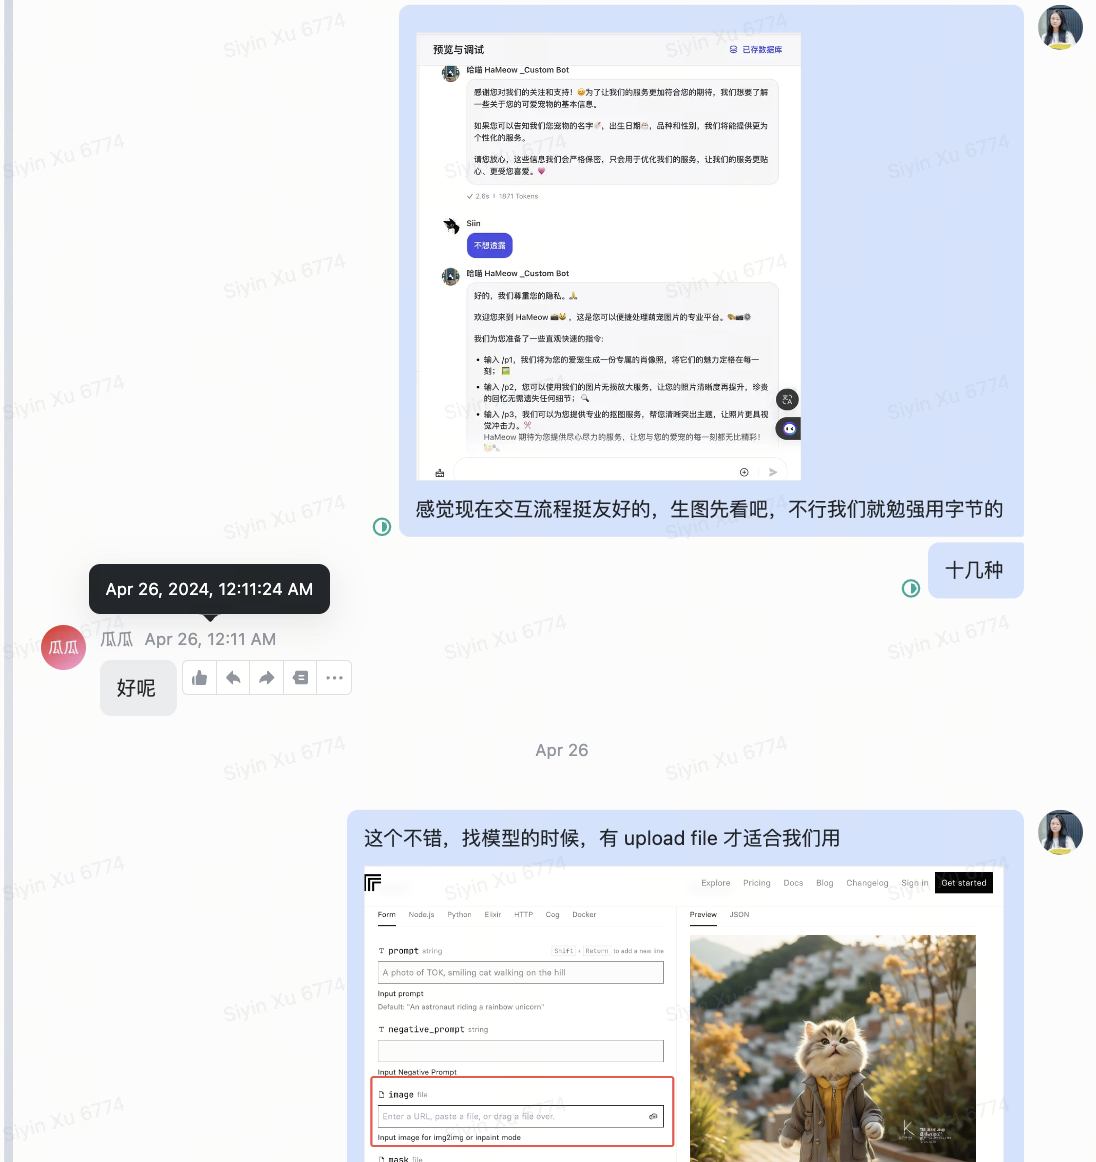 预览与调试
已存数据库
哈喵 HaMeow _Custom Bot
感谢您对我们的关注和支持！😊为了让我们的服务更加符合您的期待，我们想要了解
一些关于您的可爱宠物的基本信息。
如果您可以告知我们您宠物的名字🖋，出生日期🎂，品种和性别，我们将能提供更为
个性化的服务。
请您放心，这些信息我们会严格保密，只会用于优化我们的服务，让我们的服务更贴
心、更受您喜爱。💗
2.6s | 1871 Tokens
Siin
不想透露
哈喵 HaMeow _Custom Bot
好的，我们尊重您的隐私。🙏
欢迎您来到 HaMeow 📸😺 ，这是您可以便捷处理萌宠图片的专业平台。🎨📷⚙
我们为您准备了一些直观快速的指令:
• 输入 /p1，我们将为您的爱宠生成一份专属的肖像照，将它们的魅力定格在每一
刻； 🖼
• 输入 /p2，您可以使用我们的图片无损放大服务，让您的照片清晰度再提升，珍贵
的回忆无需遗失任何细节； 🔍
• 输入 /p3，我们可以为您提供专业的抠图服务，帮您清晰突出主题，让照片更具视
觉冲击力。✂
HaMeow 期待为您提供尽心尽力的服务，让您与您的爱宠的每一刻都无比精彩！
感觉现在交互流程挺友好的，生图先看吧，不行我们就勉强用字节的
十几种
Apr 26, 2024, 12:11:24 AM
瓜瓜
瓜瓜 Apr 26, 12:11 AM
好呢
Apr 26
这个不错，找模型的时候，有 upload file 才适合我们用
Explore Pricing Docs Blog Changelog Sign in Get started
Form Node.js Python Elixir HTTP Cog Docker
Preview JSON
T prompt string Shift + Return to add a new line
A photo of TOK, smiling cat walking on the hill
Input prompt
Default: "An astronaut riding a rainbow unicorn"
T negative_prompt string
Input Negative Prompt
image file
Enter a URL, paste a file, or drag a file over.
Input image for img2img or inpaint mode
mask file
Siyin Xu 6774